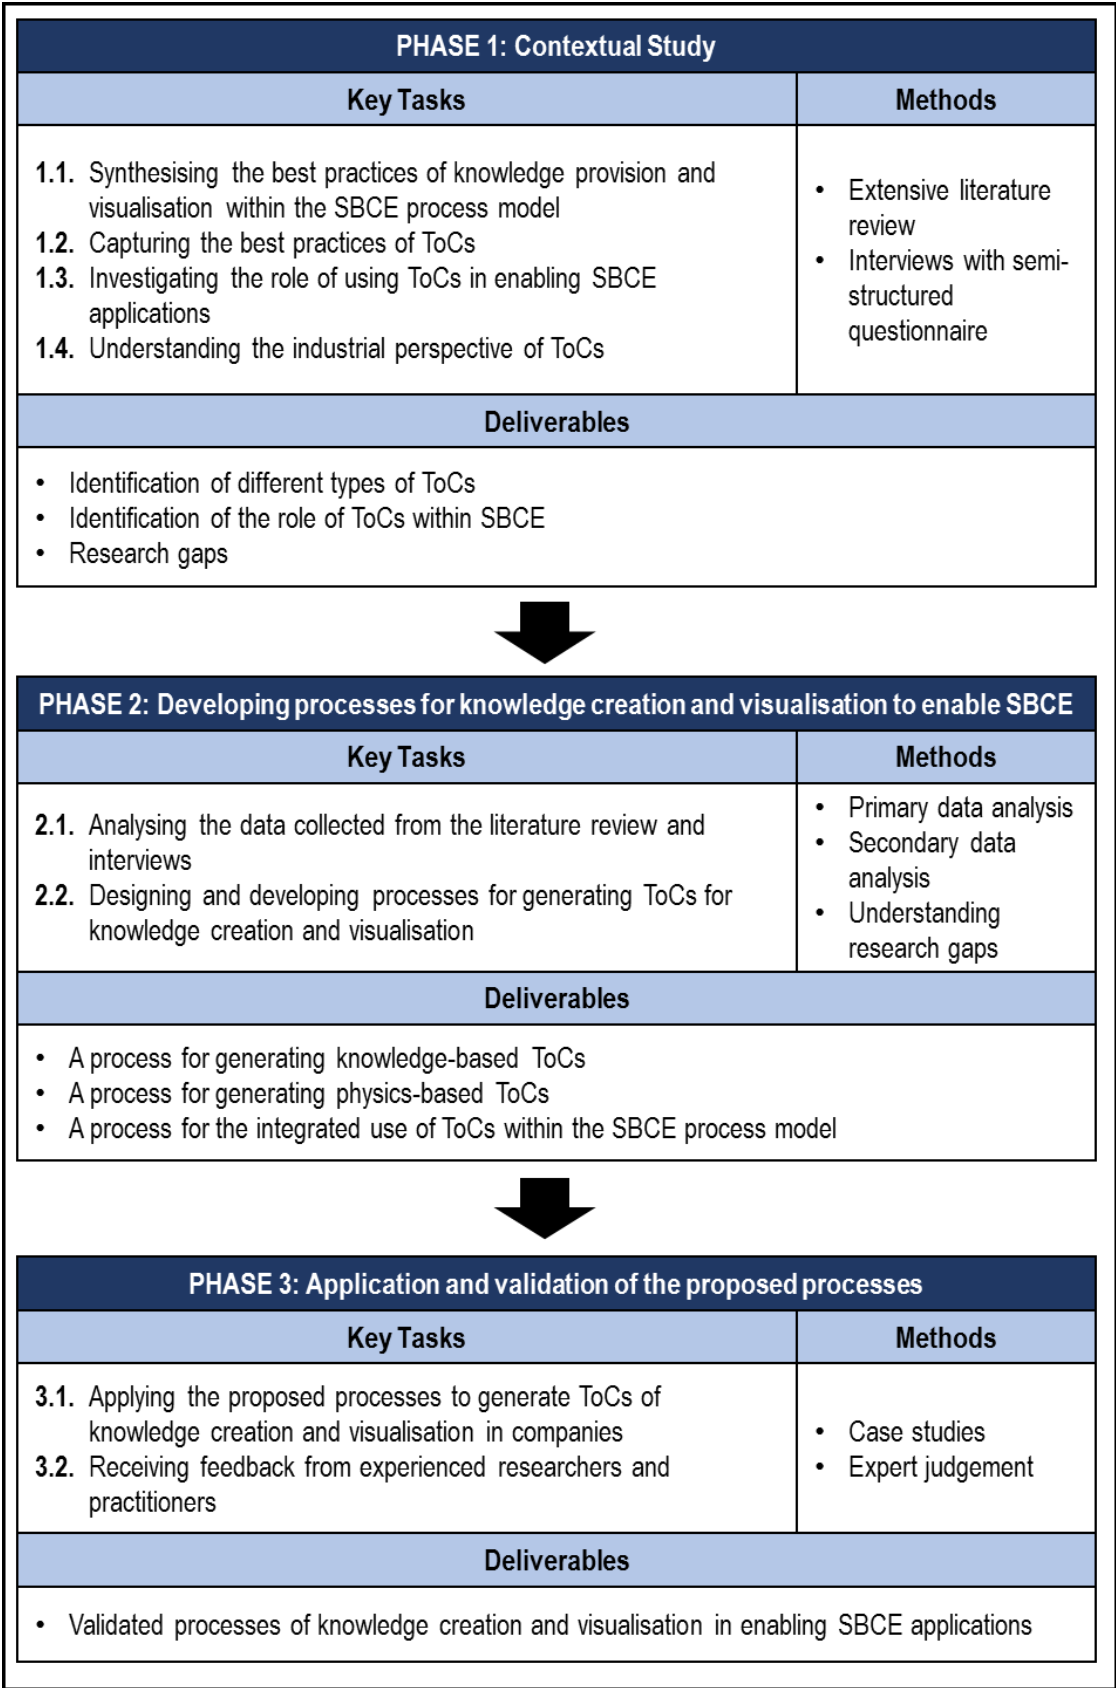 PHASE 1: Contextual Study
Key Tasks
Methods
1.1. Synthesising the best practices of knowledge provision and
visualisation within the SBCE process model
1.2. Capturing the best practices of ToCs
1.3. Investigating the role of using ToCs in enabling SBCE
applications
1.4. Understanding the industrial perspective of ToCs
• Extensive literature
review
• Interviews with semi-
structured
questionnaire
Deliverables
• Identification of different types of ToCs
• Identification of the role of ToCs within SBCE
• Research gaps
PHASE 2: Developing processes for knowledge creation and visualisation to enable SBCE
Key Tasks
Methods
2.1. Analysing the data collected from the literature review and
interviews
2.2. Designing and developing processes for generating ToCs for
knowledge creation and visualisation
• Primary data analysis
• Secondary data
analysis
• Understanding
research gaps
Deliverables
• A process for generating knowledge-based ToCs
• A process for generating physics-based ToCs
• A process for the integrated use of ToCs within the SBCE process model
PHASE 3: Application and validation of the proposed processes
Key Tasks
Methods
3.1. Applying the proposed processes to generate ToCs of
knowledge creation and visualisation in companies
3.2. Receiving feedback from experienced researchers and
practitioners
• Case studies
• Expert judgement
Deliverables
• Validated processes of knowledge creation and visualisation in enabling SBCE applications